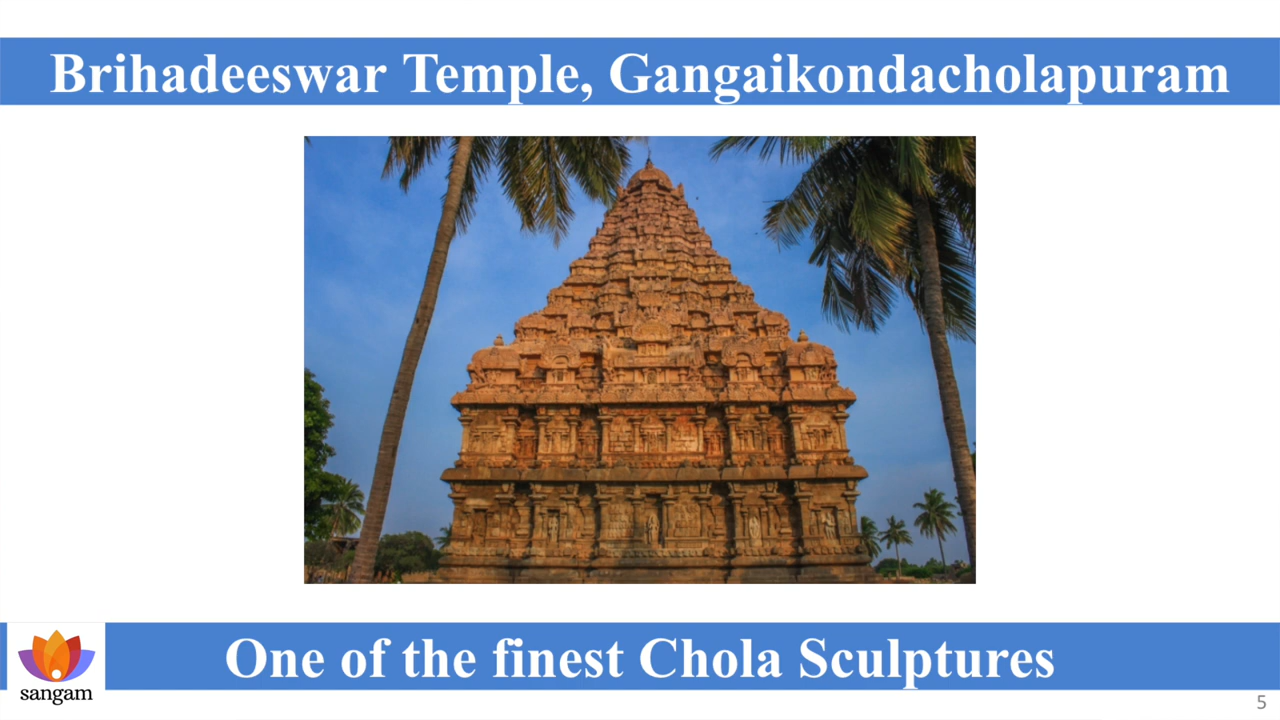 Brihadeeswar Temple, Gangaikondacholapuram
One of the finest Chola Sculptures
sangam
5